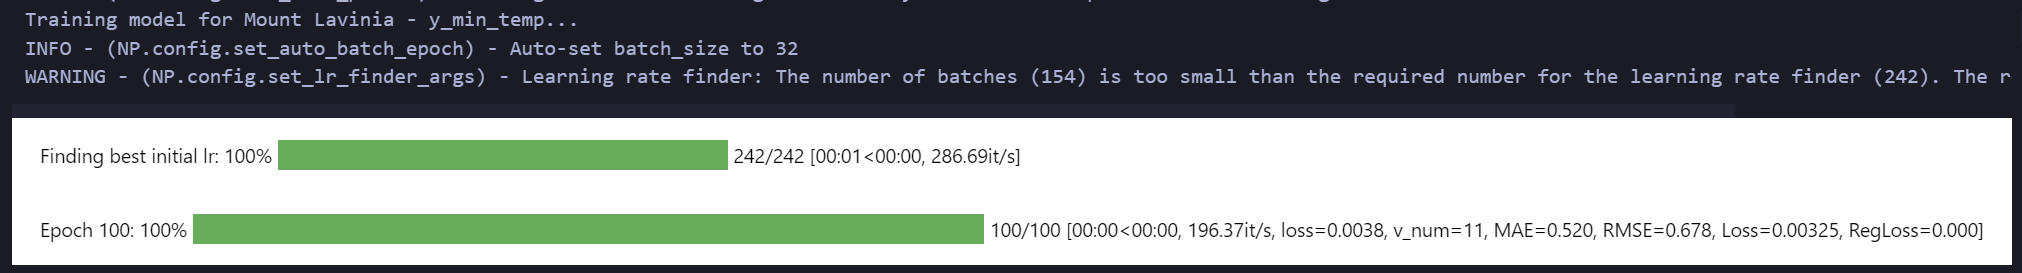 Training model for Mount Lavinia - y_min_temp...
INFO - (NP.config.set_auto_batch_epoch) - Auto-set batch_size to 32
WARNING - (NP.config.set_lr_finder_args) - Learning rate finder: The number of batches (154) is too small than the required number for the learning rate finder (242). The r
Finding best initial lr: 100% 242/242 [00:01<00:00, 286.69it/s]
Epoch 100: 100% 100/100 [00:00<00:00, 196.37it/s, loss=0.0038, v_num=11, MAE=0.520, RMSE=0.678, Loss=0.00325, RegLoss=0.000]